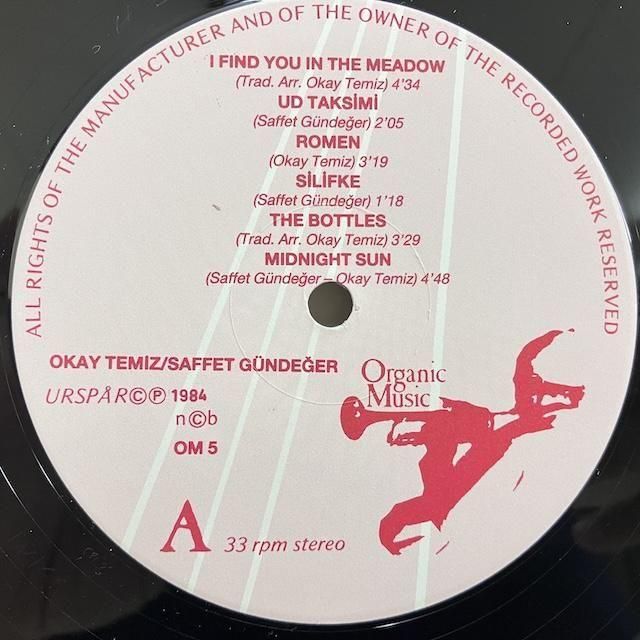 ALL RIGHTS OF THE MANUFACTURER AND OF THE OWNER OF THE RECORDED WORK RESERVED
I FIND YOU IN THE MEADOW
(Trad. Arr. Okay Temiz) 4'34
UD TAKSİMİ
(Saffet Gündeğer) 2'05
ROMEN
(Okay Temiz) 3'19
SİLİFKE
(Saffet Gündeğer) 1'18
THE BOTTLES
(Trad. Arr. Okay Temiz) 3'29
MIDNIGHT SUN
(Saffet Gündeğer – Okay Temiz) 4'48
OKAY TEMİZ/SAFFET GÜNDEĞER
Organic
Music
URSPÅR©℗ 1984
n©b
OM 5
A 33 rpm stereo